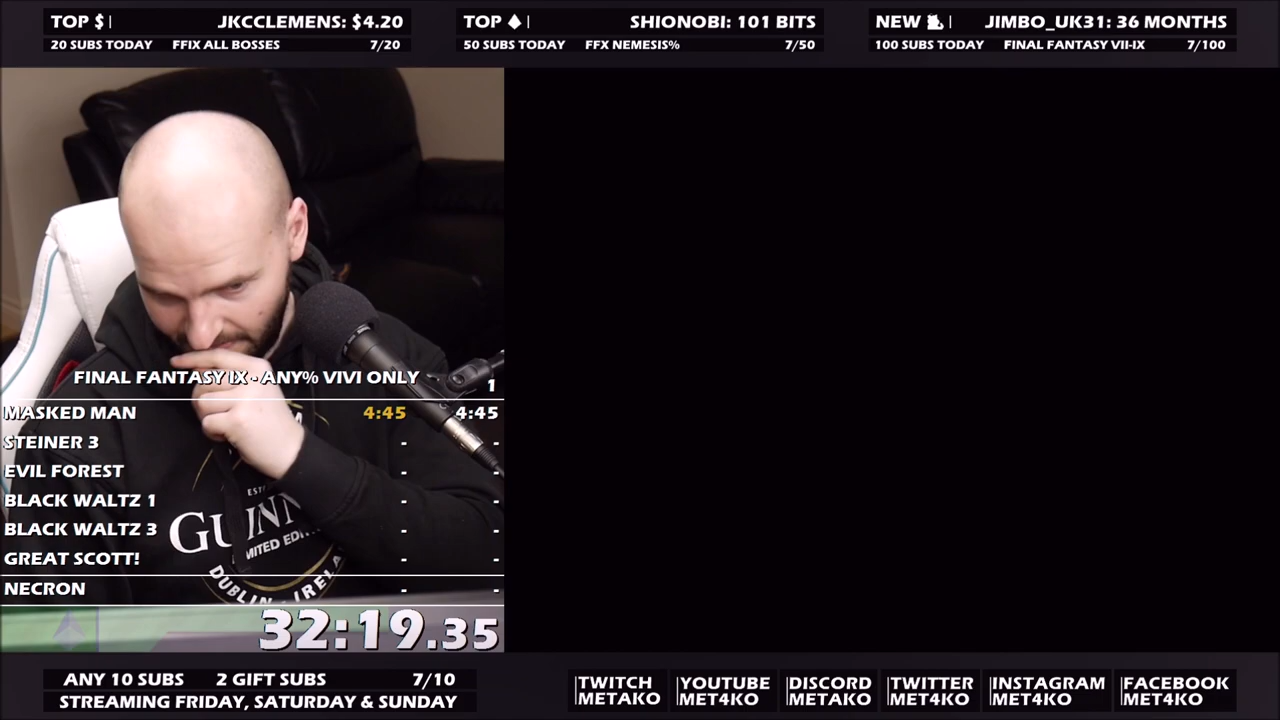 TOP $ | JKCCLEMENS: $4.20
20 SUBS TODAY FFIX ALL BOSSES 7/20
TOP | SHIONOBI: 101 BITS
50 SUBS TODAY FFX NEMESIS% 7/50
NEW | JIMBO_UK31: 36 MONTHS
100 SUBS TODAY FINAL FANTASY VII-IX 7/100
FINAL FANTASY IX - ANY% VIVI ONLY 1
MASKED MAN 4:45 4:45
STEINER 3 - -
EVIL FOREST - -
BLACK WALTZ 1 - -
BLACK WALTZ 3 - -
GREAT SCOTT! - -
NECRON - -
32:19.35
GUINN
DUBLIN IREL
ANY 10 SUBS 2 GIFT SUBS 7/10
STREAMING FRIDAY, SATURDAY & SUNDAY
TWITCH
METAKO
YOUTUBE
MET4KO
DISCORD
METAKO
TWITTER
MET4KO
INSTAGRAM
MET4KO
FACEBOOK
MET4KO